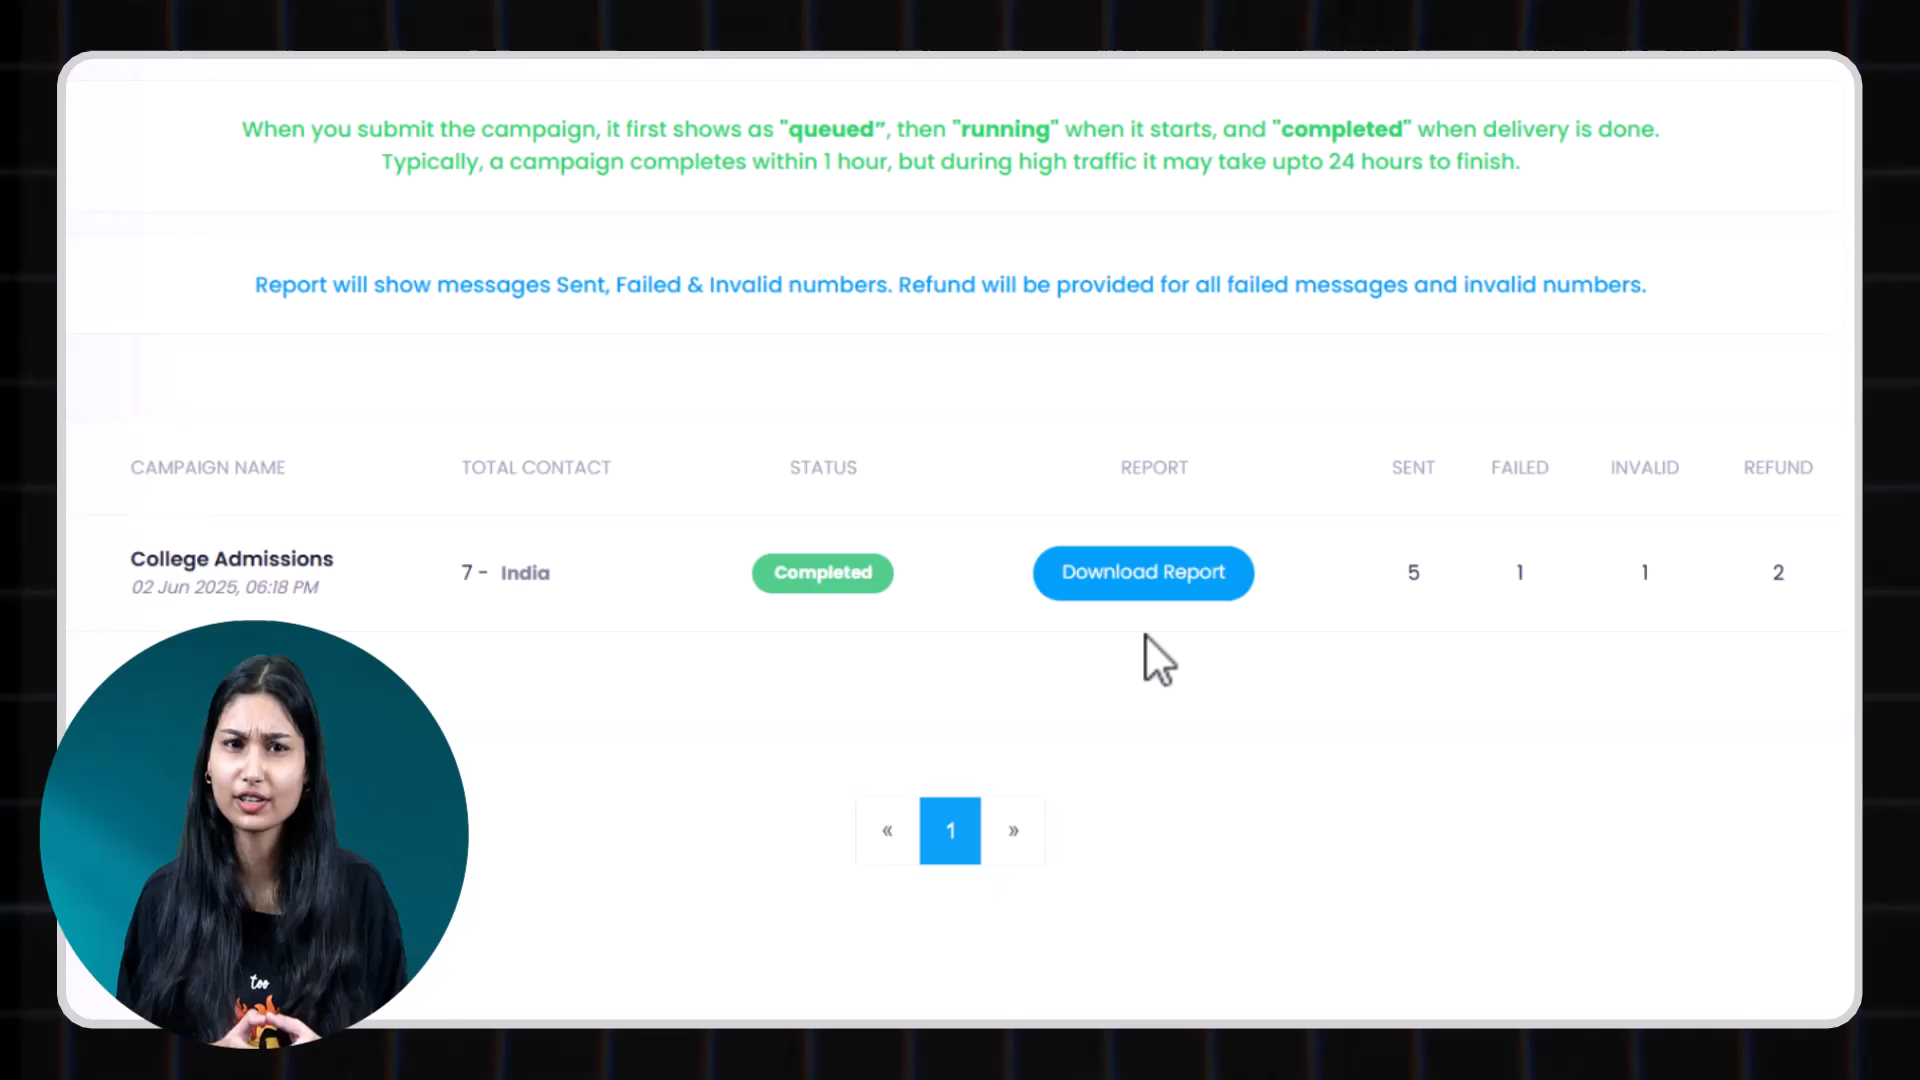 When you submit the campaign, it first shows as "queued”, then "running" when it starts, and "completed" when delivery is done.
Typically, a campaign completes within 1 hour, but during high traffic it may take upto 24 hours to finish.
Report will show messages Sent, Failed & Invalid numbers. Refund will be provided for all failed messages and invalid numbers.
CAMPAIGN NAME TOTAL CONTACT STATUS REPORT SENT FAILED INVALID REFUND
College Admissions
02 Jun 2025, 06:18 PM
7 - India Completed Download Report 5 1 1 2
« 1 »
too